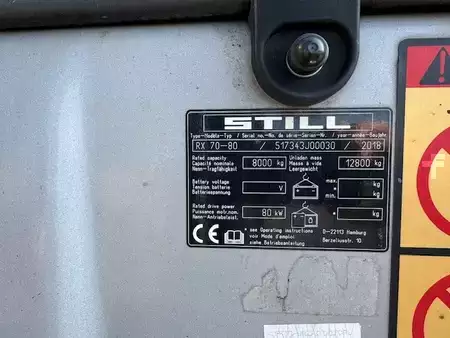 STILL
Type-Modèle-Typ / Serial no.-No. de série-Serien-Nr. / year-année-Baujahr
RX 70-80 / 517343J00030 / 2018
Rated capacity
Capacité nominale 8000 kg
Nenn-Tragfähigkeit
Unladen mass
Masse à vide 12800 kg
Leergewicht
Battery voltage
Tension batterie V
Batteriespannung
max. kg
min. kg
Rated drive power
Puissance motr.nom. 80 kW
Nenn-Antriebsleist.
* kg
CE
* see Operating instructions
voir Mode d'emploi
siehe Betriebsanleitung
D-22113 Hamburg
Berzeliusstr. 10